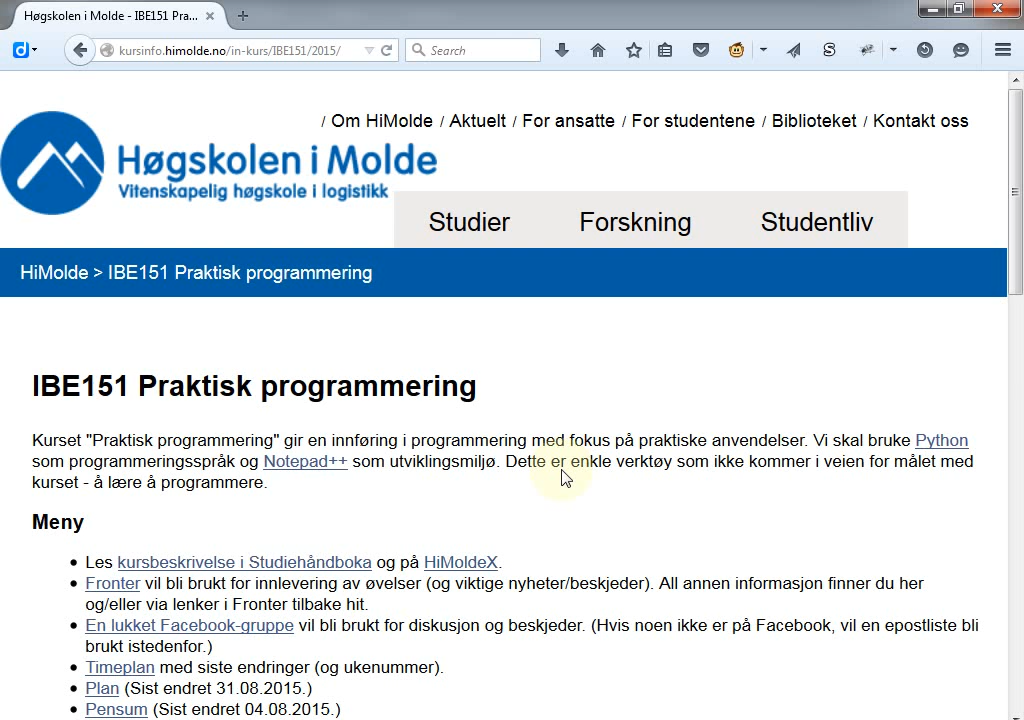 Høgskolen i Molde - IBE151 Pra...
kursinfo.himolde.no/in-kurs/IBE151/2015/
Search
/ Om HiMolde / Aktuelt / For ansatte / For studentene / Biblioteket / Kontakt oss
Høgskolen i Molde
Vitenskapelig høgskole i logistikk
Studier Forskning Studentliv
HiMolde > IBE151 Praktisk programmering
IBE151 Praktisk programmering
Kurset "Praktisk programmering" gir en innføring i programmering med fokus på praktiske anvendelser. Vi skal bruke Python
som programmeringsspråk og Notepad++ som utviklingsmiljø. Dette er enkle verktøy som ikke kommer i veien for målet med
kurset - å lære å programmere.
Meny
• Les kursbeskrivelse i Studiehåndboka og på HiMoldeX.
• Fronter vil bli brukt for innlevering av øvelser (og viktige nyheter/beskjeder). All annen informasjon finner du her
og/eller via lenker i Fronter tilbake hit.
• En lukket Facebook-gruppe vil bli brukt for diskusjon og beskjeder. (Hvis noen ikke er på Facebook, vil en epostliste bli
brukt istedenfor.)
• Timeplan med siste endringer (og ukenummer).
• Plan (Sist endret 31.08.2015.)
• Pensum (Sist endret 04.08.2015.)